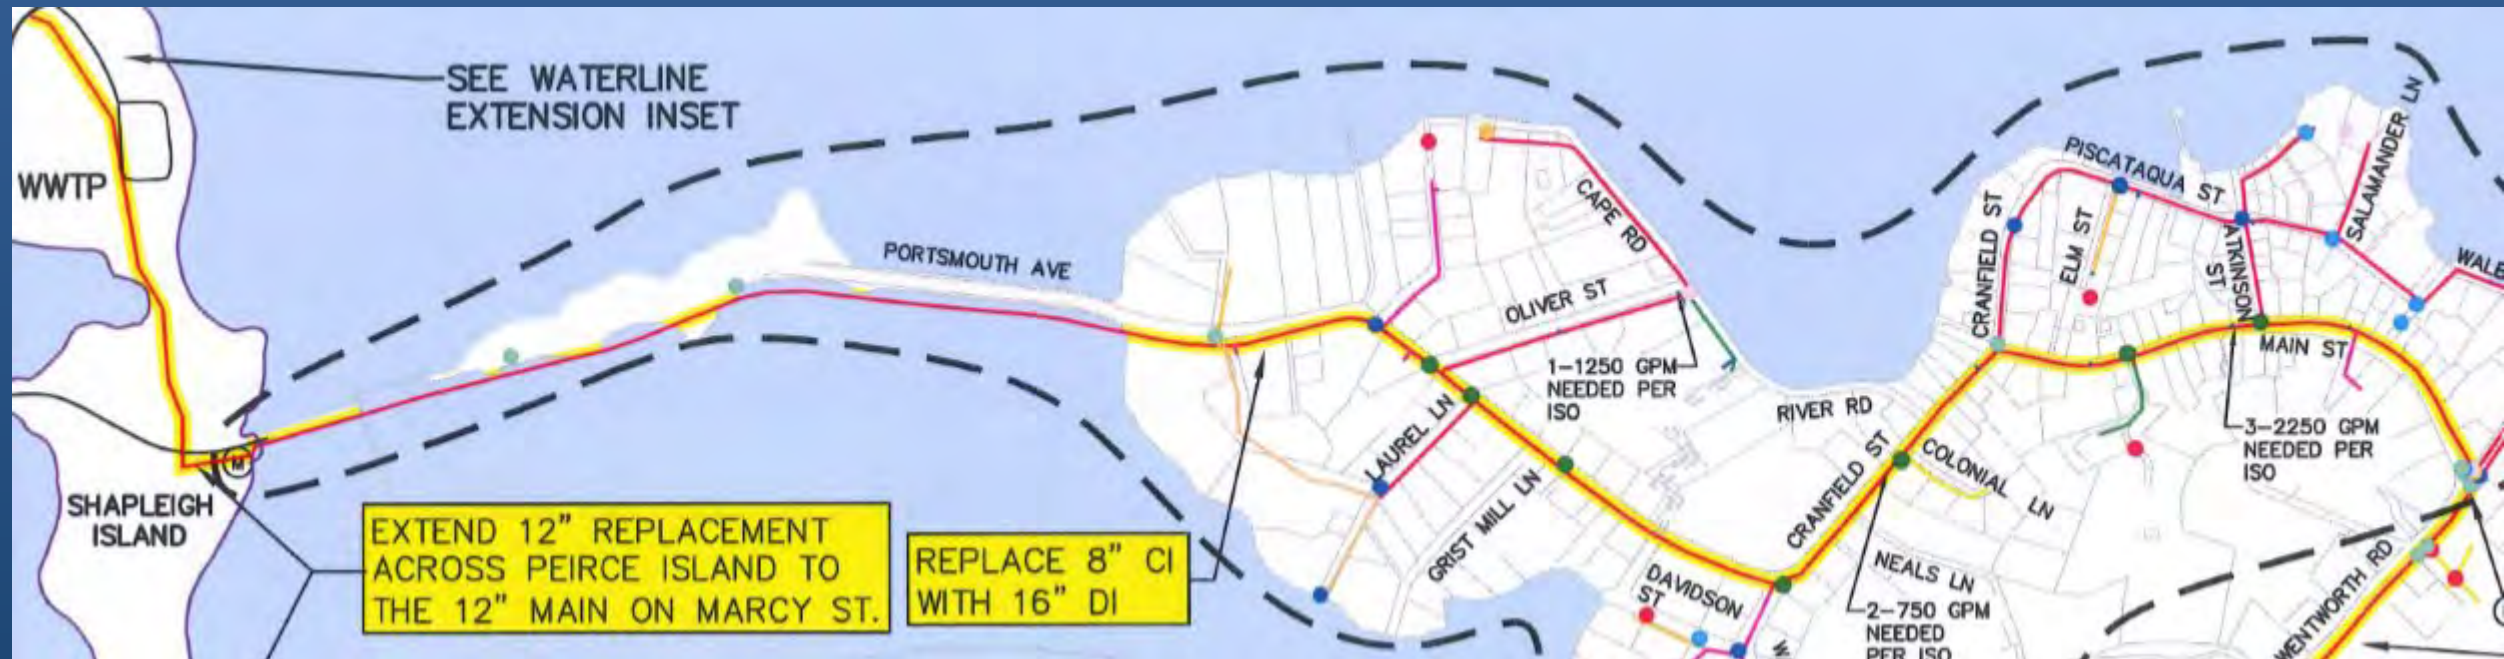 SEE WATERLINE
EXTENSION INSET
WWTP
PORTSMOUTH AVE
CAPE RD
OLIVER ST
1-1250 GPM
NEEDED PER
ISO
RIVER RD
CRANFIELD ST
PISCATAQUA ST
ELM ST
ATKINSON
ST
SALAMANDER LN
MAIN ST
3-2250 GPM
NEEDED PER
ISO
LAUREL LN
GRIST MILL LN
CRANFIELD ST
COLONIAL LN
NEALS LN
DAVIDSON
ST
2-750 GPM
NEEDED
PER ISO
WENTWORTH RD
M
SHAPLEIGH
ISLAND
EXTEND 12" REPLACEMENT
ACROSS PEIRCE ISLAND TO
THE 12" MAIN ON MARCY ST.
REPLACE 8" CI
WITH 16" DI